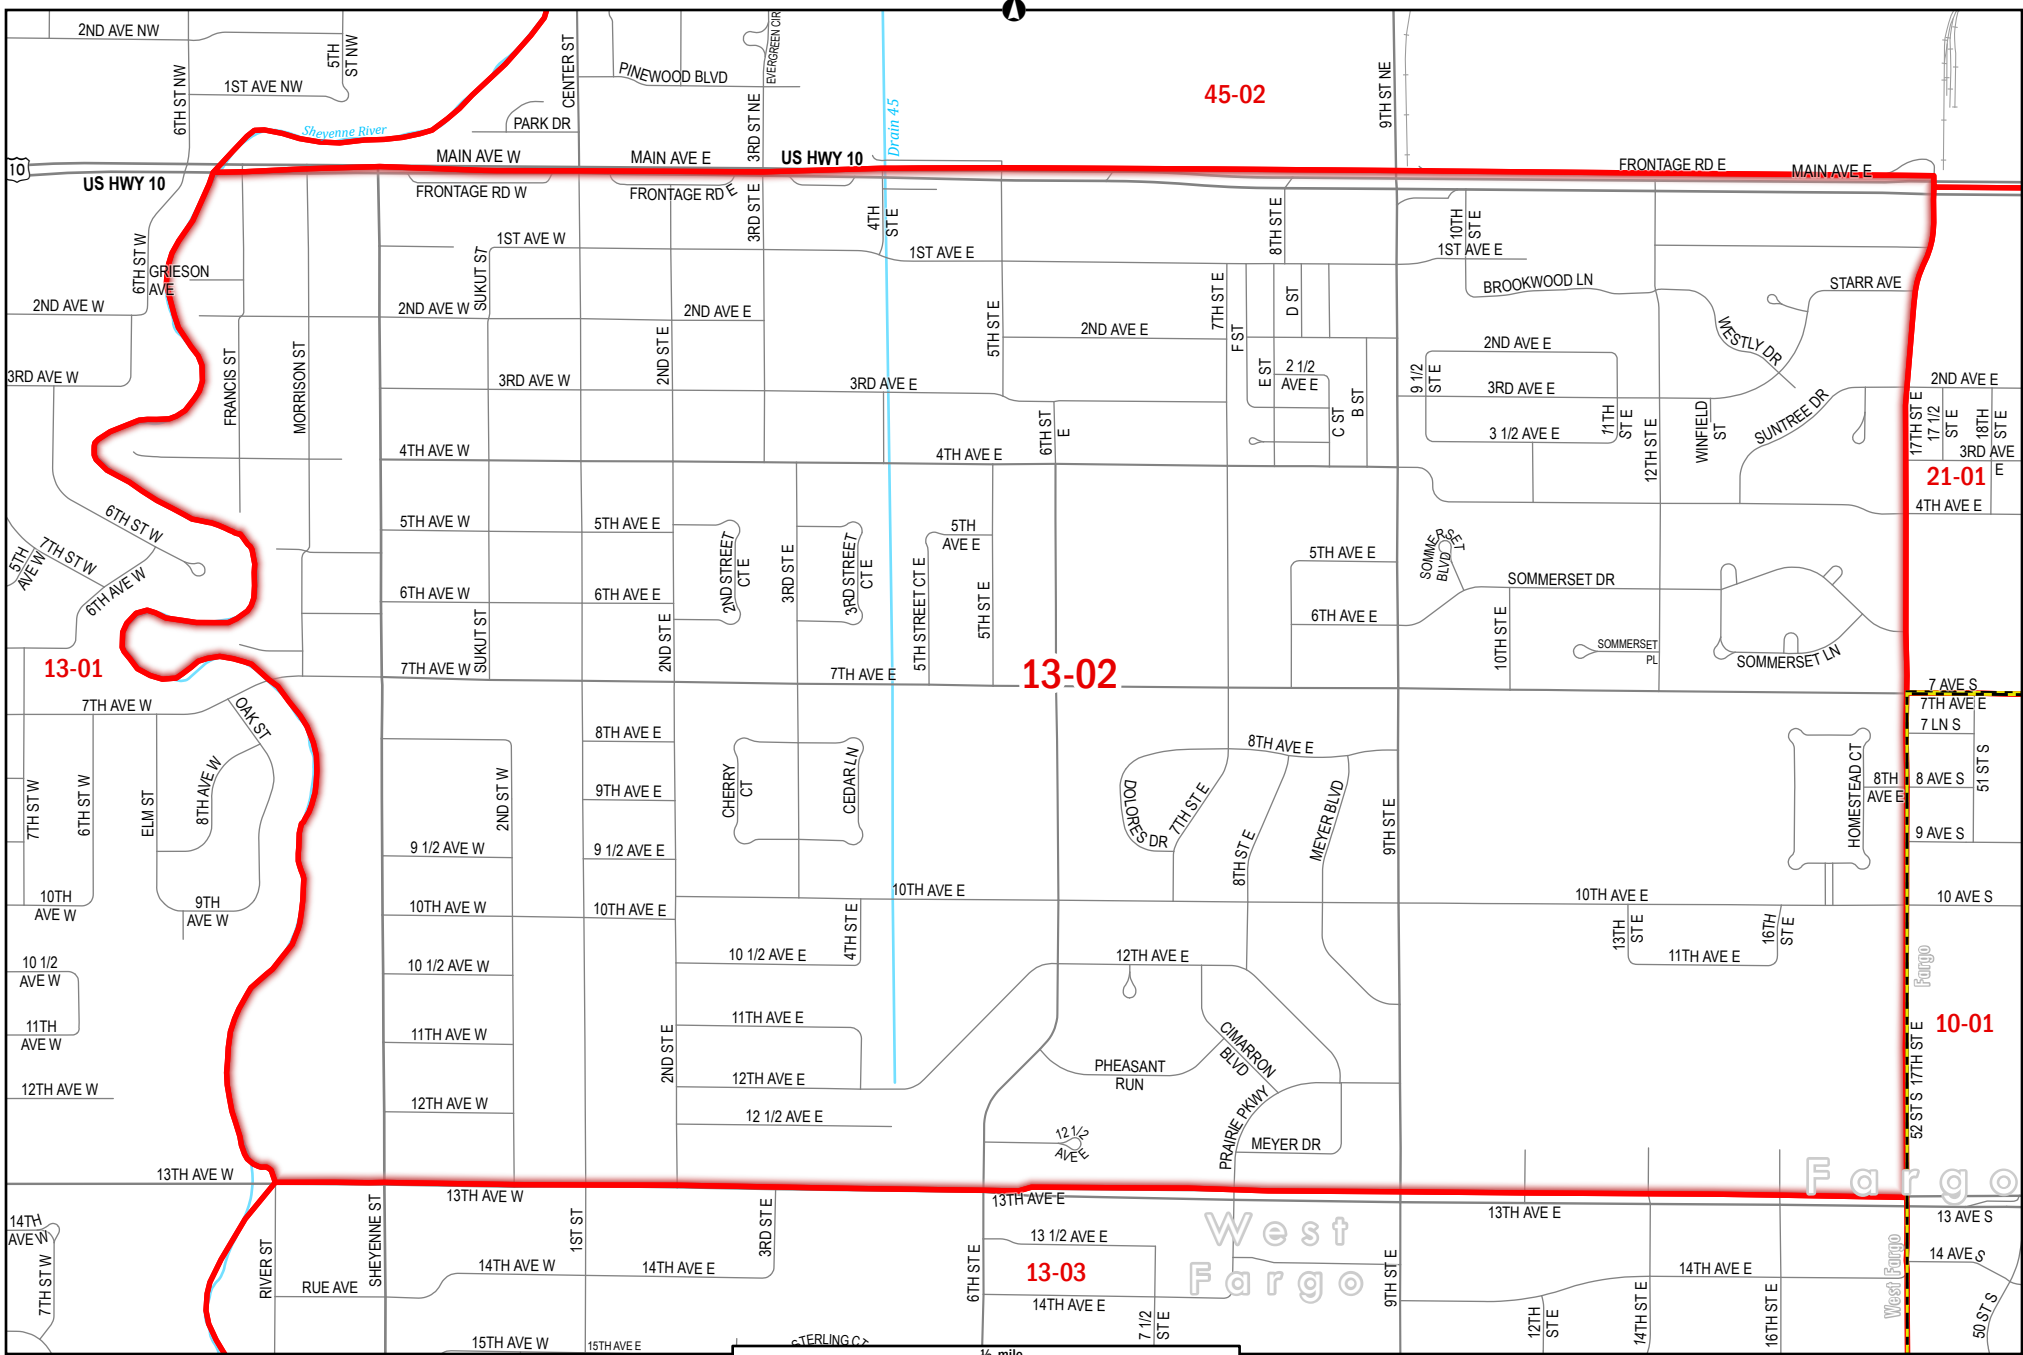 2ND AVE NW
5TH
ST NW
6TH ST NW
1ST AVE NW
Sheyenne River
PARK DR
CENTER ST
PINEWOOD BLVD
EVERGREEN CIR
3RD ST NE
Drain 45
45-02
9TH ST NE
10
US HWY 10
MAIN AVE W
MAIN AVE E
US HWY 10
FRONTAGE RD E
MAIN AVE E
FRONTAGE RD W
FRONTAGE RD E
3RD ST E
4TH
ST E
8TH ST E
10TH
ST E
6TH ST W
GRIESON
AVE
1ST AVE W
1ST AVE E
1ST AVE E
SUKUT ST
BROOKWOOD LN
STARR AVE
2ND AVE W
2ND AVE W
2ND AVE E
2ND AVE E
5TH ST E
7TH ST E
F ST
D ST
E ST
2 1/2
AVE E
C ST
B ST
9 1/2
ST E
2ND AVE E
WESTLY DR
3RD AVE W
FRANCIS ST
MORRISON ST
3RD AVE W
2ND ST E
3RD AVE E
3RD AVE E
2ND AVE E
17TH ST E
17 1/2
ST E
18TH
ST E
3RD AVE
E
6TH ST
E
11TH
ST E
3 1/2 AVE E
12TH ST E
WINFIELD
ST
SUNTREE DR
4TH AVE W
4TH AVE E
21-01
4TH AVE E
6TH ST W
7TH ST W
5TH
AVE W
6TH AVE W
5TH AVE W
5TH AVE E
2ND STREET
CT E
3RD ST E
3RD STREET
CT E
5TH
AVE E
5TH STREET CT E
5TH ST E
5TH AVE E
SOMMERSET
BLVD
SOMMERSET DR
6TH AVE W
6TH AVE E
6TH AVE E
SUKUT ST
2ND ST E
10TH ST E
SOMMERSET
PL
SOMMERSET LN
13-01
7TH AVE W
7TH AVE E
13-02
7 AVE S
7TH AVE E
7 LN S
7TH AVE W
OAK ST
8TH AVE E
8TH AVE E
7TH ST W
6TH ST W
ELM ST
8TH AVE W
2ND ST W
9TH AVE E
CHERRY
CT
CEDAR LN
DOLORES DR
7TH ST E
8TH ST E
MEYER BLVD
9TH ST E
HOMESTEAD CT
8TH
AVE E
8 AVE S
51 ST S
9 AVE S
9 1/2 AVE W
9 1/2 AVE E
10TH
AVE W
9TH
AVE W
10TH AVE W
10TH AVE E
10TH AVE E
10TH AVE E
10 AVE S
4TH ST E
13TH
ST E
16TH
ST E
11TH AVE E
10 1/2
AVE W
10 1/2 AVE W
10 1/2 AVE E
12TH AVE E
Fargo
11TH
AVE W
11TH AVE W
2ND ST E
11TH AVE E
CIMARRON
BLVD
10-01
PHEASANT
RUN
12TH AVE W
12TH AVE W
12TH AVE E
12 1/2 AVE E
PRAIRIE PKWY
52 ST S
17TH ST E
12 1/2
AVE E
MEYER DR
13TH AVE W
13TH AVE W
13TH AVE E
13TH AVE E
Fargo
13 AVE S
14TH
AVE W
7TH ST W
RIVER ST
SHEYENNE ST
1ST ST
3RD ST E
6TH ST E
13 1/2 AVE E
West
Fargo
9TH ST E
West Fargo
14 AVE S
RUE AVE
14TH AVE W
14TH AVE E
13-03
14TH AVE E
14TH AVE E
7 1/2
ST E
12TH
ST E
14TH ST E
16TH ST E
50 ST S
15TH AVE W
15TH AVE E
STERLING CT
½ mile